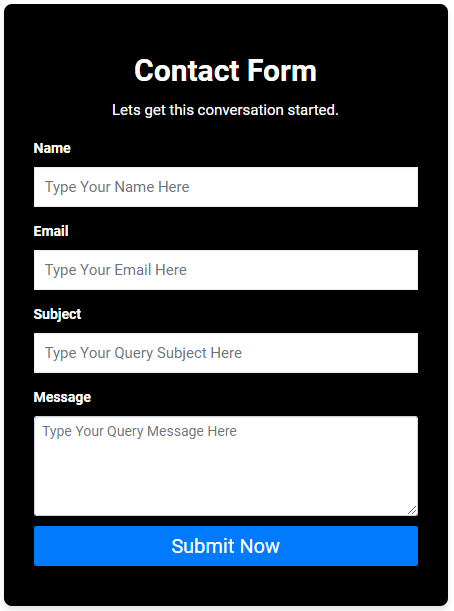 Contact Form
Lets get this conversation started.
Name
Type Your Name Here
Email
Type Your Email Here
Subject
Type Your Query Subject Here
Message
Type Your Query Message Here
Submit Now